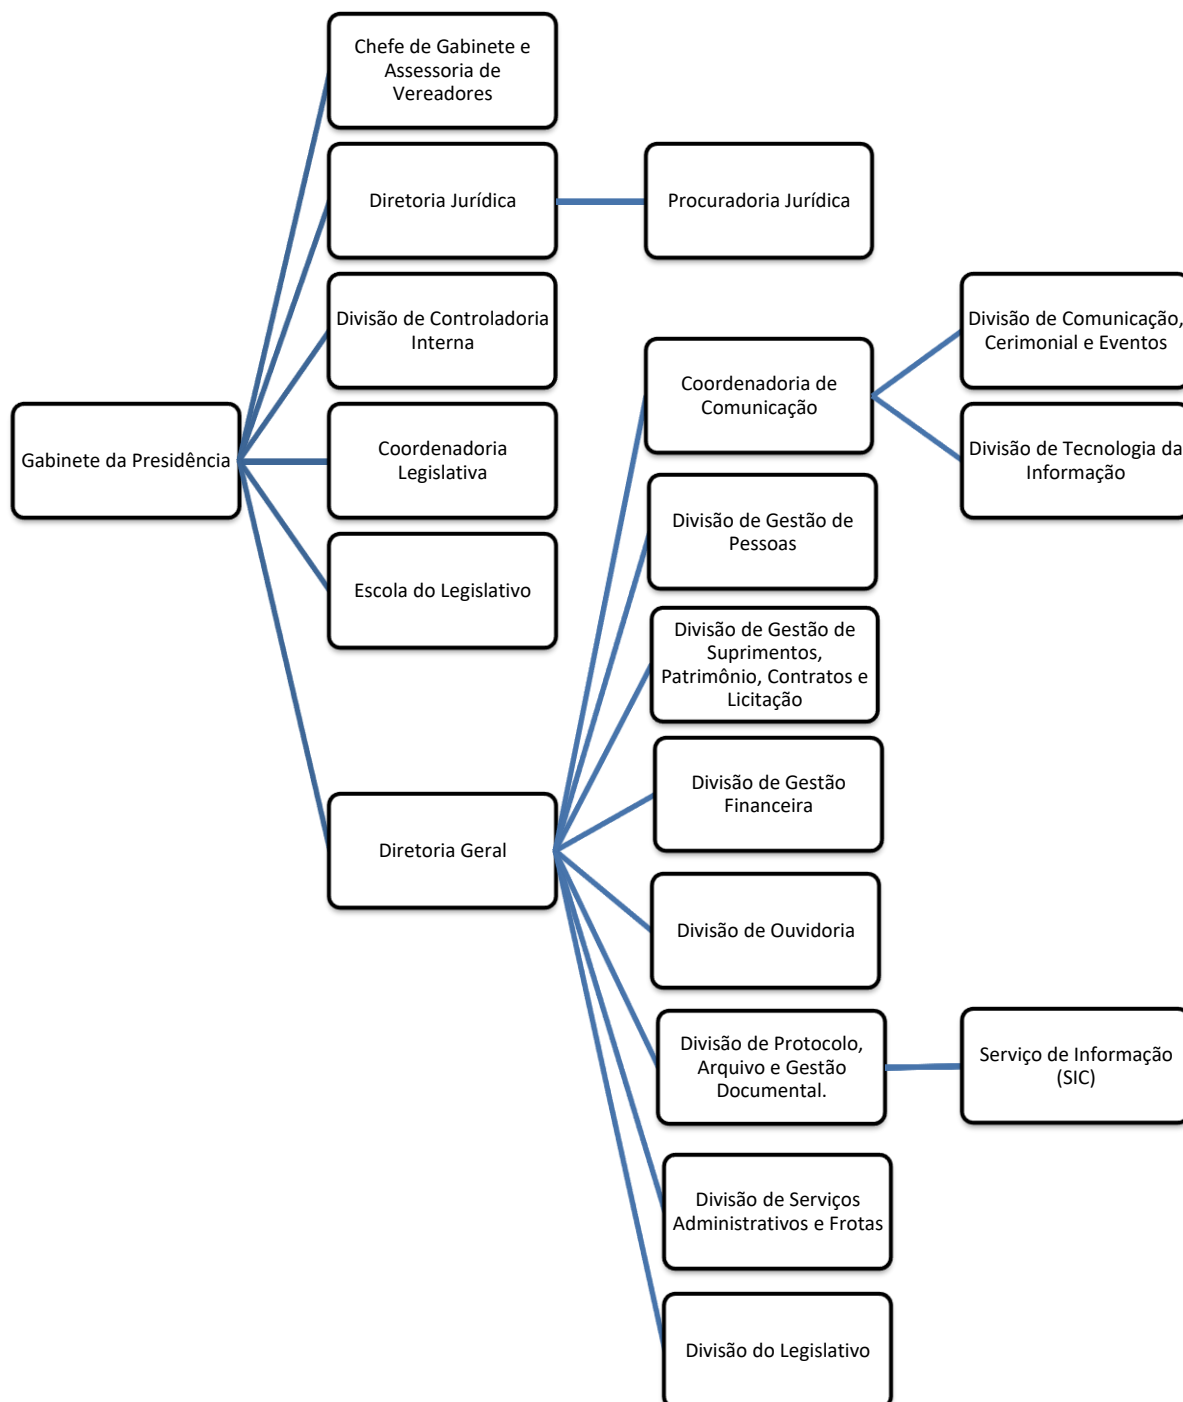 Chefe de Gabinete e
Assessoria de
Vereadores
Diretoria Jurídica
Procuradoria Jurídica
Divisão de Controladoria
Interna
Divisão de Comunicação,
Cerimonial e Eventos
Coordenadoria de
Comunicação
Gabinete da Presidência
Coordenadoria
Legislativa
Divisão de Tecnologia da
Informação
Divisão de Gestão de
Pessoas
Escola do Legislativo
Divisão de Gestão de
Suprimentos,
Patrimônio, Contratos e
Licitação
Divisão de Gestão
Financeira
Diretoria Geral
Divisão de Ouvidoria
Divisão de Protocolo,
Arquivo e Gestão
Documental.
Serviço de Informação
(SIC)
Divisão de Serviços
Administrativos e Frotas
Divisão do Legislativo